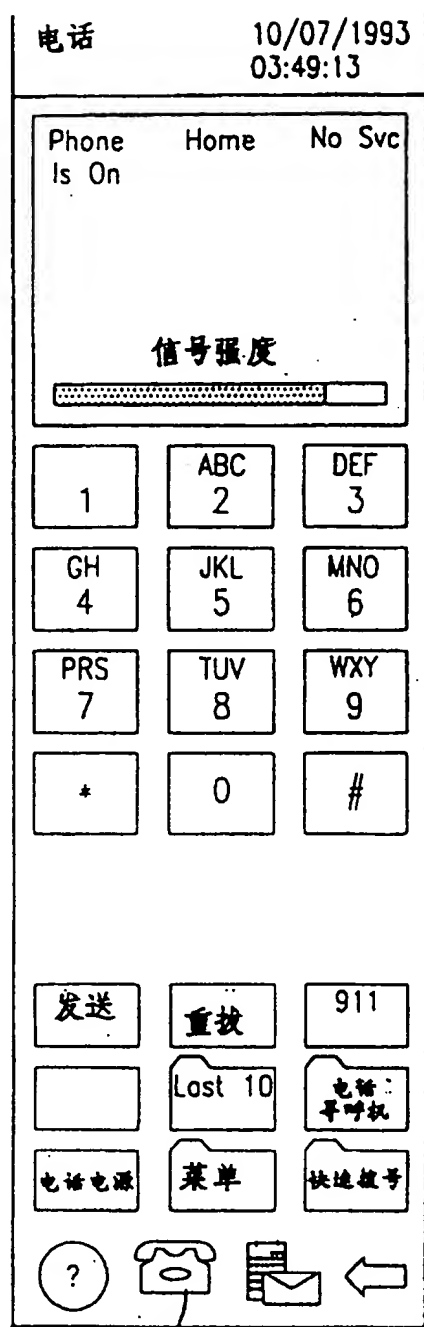 电话 10/07/1993
03:49:13
Phone Home No Svc
Is On
信号强度
ABC DEF
1 2 3
GH JKL MNO
4 5 6
PRS TUV WXY
7 8 9
* 0 #
发送 重拨 911
Last 10 电话
寻呼机
电话电源 菜单 快速拨号
?